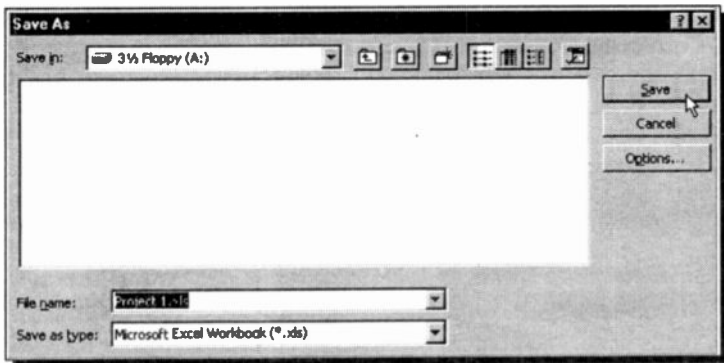 Save As
Save in: 3½ Floppy (A:)
Save
Cancel
Options...
File name: Project 1.xls
Save as type: Microsoft Excel Workbook (*.xls)